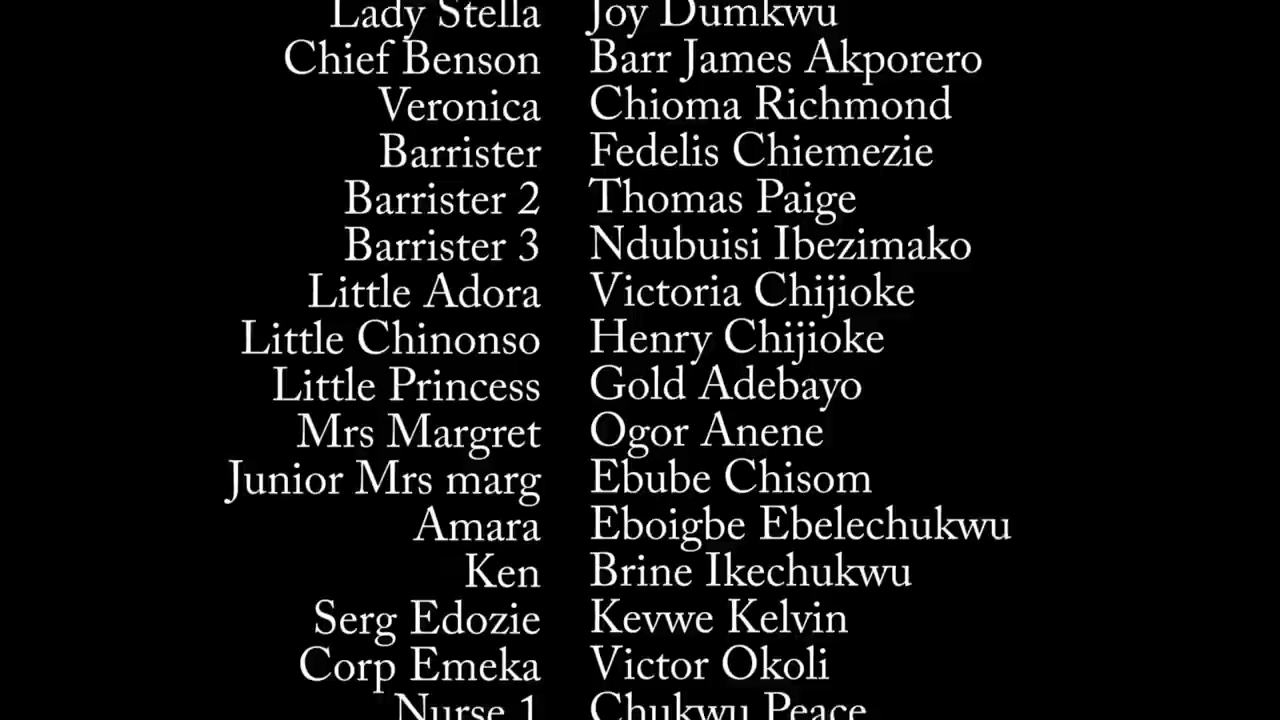 Lady Stella Joy Dumkwu
Chief Benson Barr James Akporero
Veronica Chioma Richmond
Barrister Fedelis Chiemezie
Barrister 2 Thomas Paige
Barrister 3 Ndubuisi Ibezimako
Little Adora Victoria Chijioke
Little Chinonso Henry Chijioke
Little Princess Gold Adebayo
Mrs Margret Ogor Anene
Junior Mrs marg Ebube Chisom
Amara Eboigbe Ebelechukwu
Ken Brine Ikechukwu
Serg Edozie Kevwe Kelvin
Corp Emeka Victor Okoli
Nurse 1 Chukwu Peace